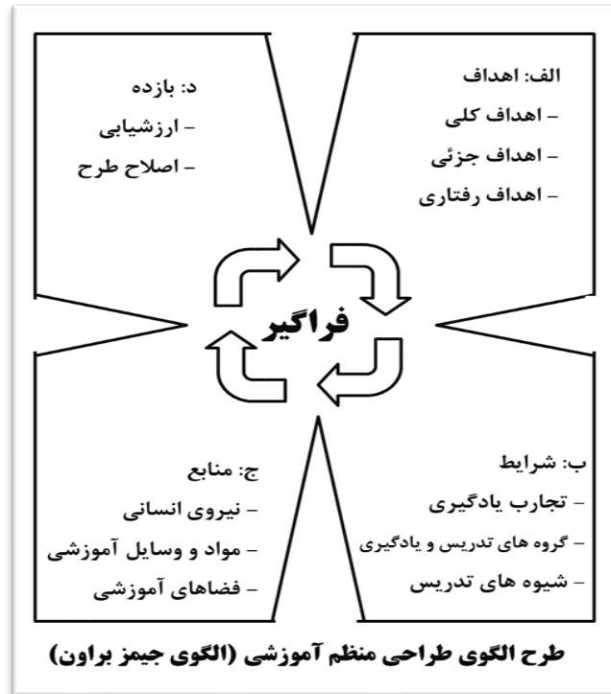 الف: اهداف
- اهداف کلی
- اهداف جزئی
- اهداف رفتاری
ب: شرایط
- تجارب یادگیری
- گروه های تدریس و یادگیری
- شیوه های تدریس
ج: منابع
- نیروی انسانی
- مواد و وسایل آموزشی
- فضاهای آموزشی
د: بازده
- ارزشیابی
- اصلاح طرح
فراگیر
طرح الگوی طراحی منظم آموزشی (الگوی جیمز براون)